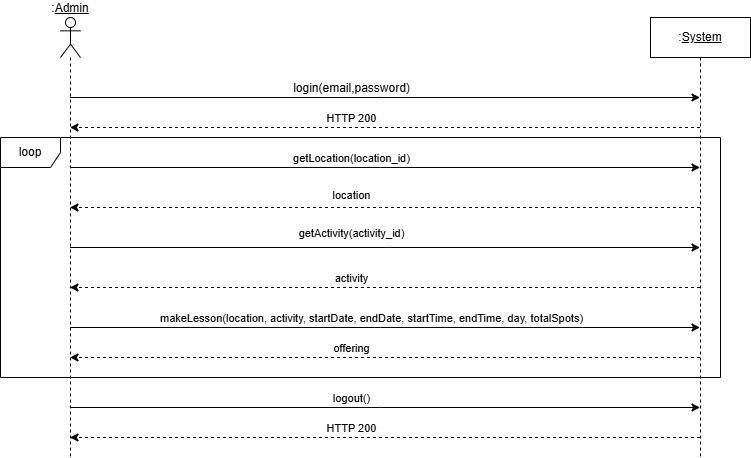 :Admin
:System
login(email,password)
HTTP 200
loop
getLocation(location_id)
location
getActivity(activity_id)
activity
makeLesson(location, activity, startDate, endDate, startTime, endTime, day, totalSpots)
offering
logout()
HTTP 200